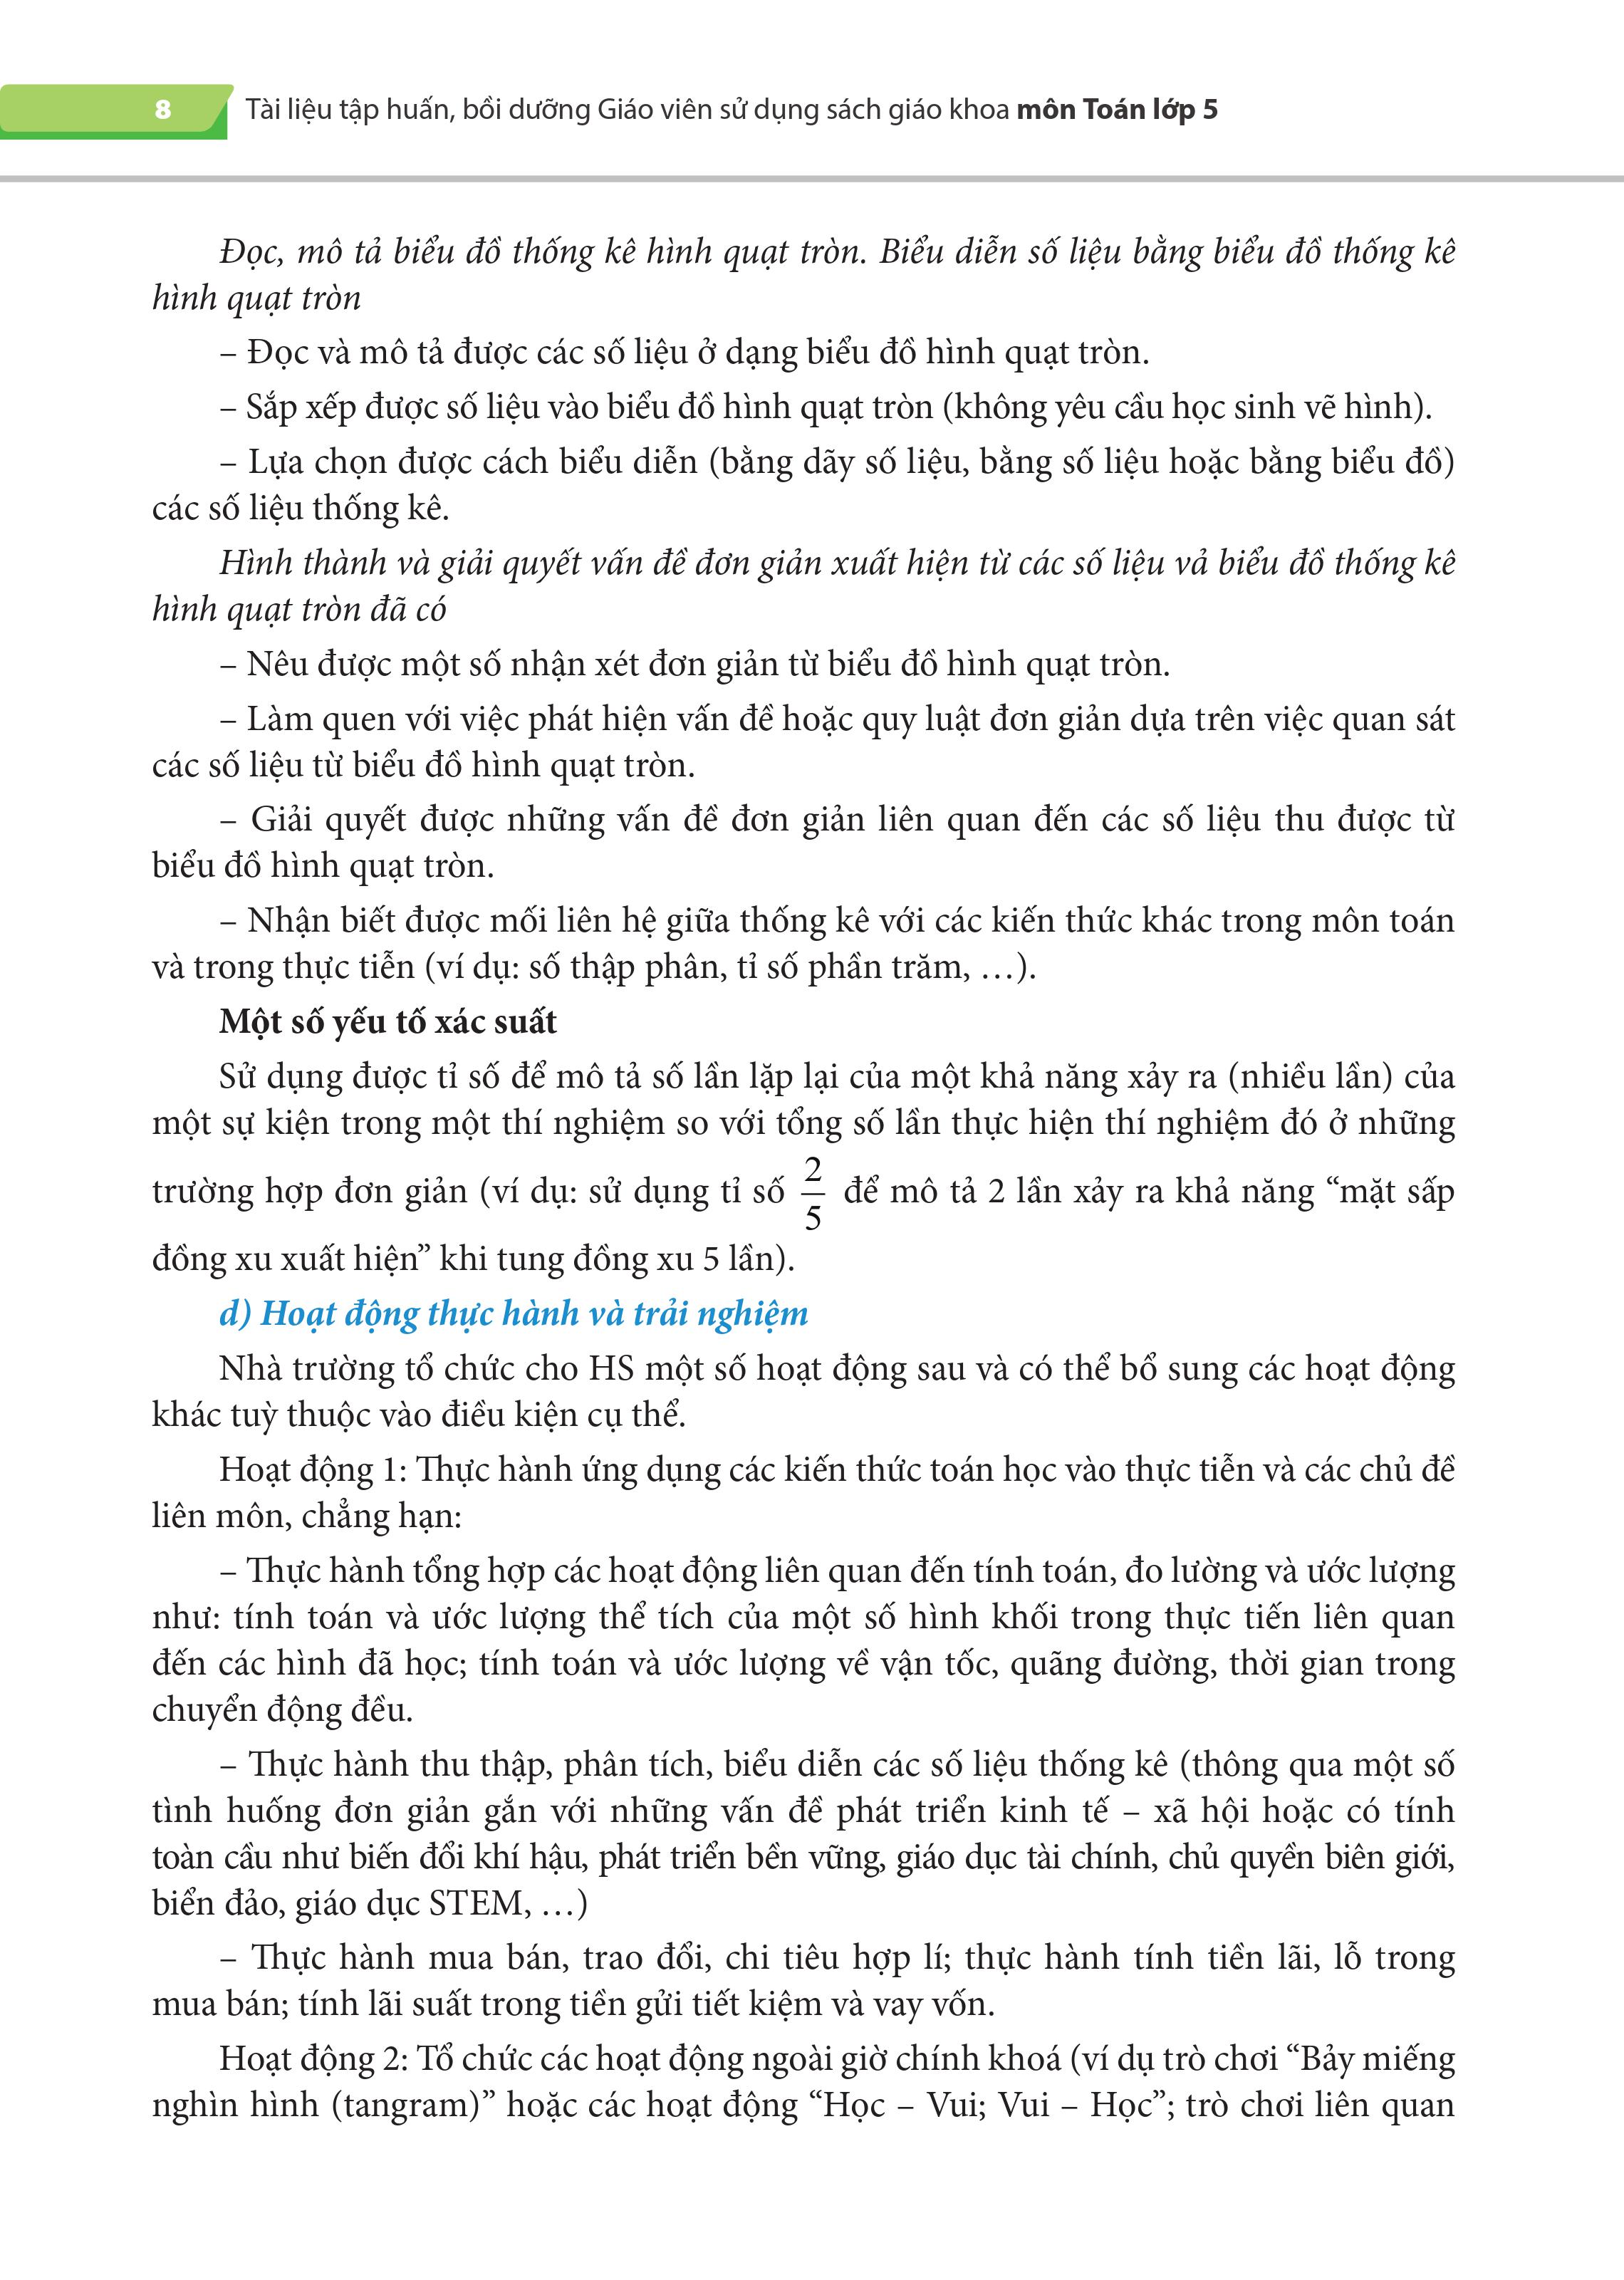 8 Tài liệu tập huấn, bồi dưỡng Giáo viên sử dụng sách giáo khoa môn Toán lớp 5
Đọc, mô tả biểu đồ thống kê hình quạt tròn. Biểu diễn số liệu bằng biểu đồ thống kê
hình quạt tròn
– Đọc và mô tả được các số liệu ở dạng biểu đồ hình quạt tròn.
– Sắp xếp được số liệu vào biểu đồ hình quạt tròn (không yêu cầu học sinh vẽ hình).
– Lựa chọn được cách biểu diễn (bằng dãy số liệu, bằng số liệu hoặc bằng biểu đồ)
các số liệu thống kê.
Hình thành và giải quyết vấn đề đơn giản xuất hiện từ các số liệu vả biểu đồ thống kê
hình quạt tròn đã có
– Nêu được một số nhận xét đơn giản từ biểu đồ hình quạt tròn.
– Làm quen với việc phát hiện vấn đề hoặc quy luật đơn giản dựa trên việc quan sát
các số liệu từ biểu đồ hình quạt tròn.
– Giải quyết được những vấn đề đơn giản liên quan đến các số liệu thu được từ
biểu đồ hình quạt tròn.
– Nhận biết được mối liên hệ giữa thống kê với các kiến thức khác trong môn toán
và trong thực tiễn (ví dụ: số thập phân, tỉ số phần trăm, …).
Một số yếu tố xác suất
Sử dụng được tỉ số để mô tả số lần lặp lại của một khả năng xảy ra (nhiều lần) của
một sự kiện trong một thí nghiệm so với tổng số lần thực hiện thí nghiệm đó ở những
trường hợp đơn giản (ví dụ: sử dụng tỉ số 2/5 để mô tả 2 lần xảy ra khả năng “mặt sấp
đồng xu xuất hiện” khi tung đồng xu 5 lần).
d) Hoạt động thực hành và trải nghiệm
Nhà trường tổ chức cho HS một số hoạt động sau và có thể bổ sung các hoạt động
khác tuỳ thuộc vào điều kiện cụ thể.
Hoạt động 1: Thực hành ứng dụng các kiến thức toán học vào thực tiễn và các chủ đề
liên môn, chẳng hạn:
– Thực hành tổng hợp các hoạt động liên quan đến tính toán, đo lường và ước lượng
như: tính toán và ước lượng thể tích của một số hình khối trong thực tiến liên quan
đến các hình đã học; tính toán và ước lượng về vận tốc, quãng đường, thời gian trong
chuyển động đều.
– Thực hành thu thập, phân tích, biểu diễn các số liệu thống kê (thông qua một số
tình huống đơn giản gắn với những vấn đề phát triển kinh tế – xã hội hoặc có tính
toàn cầu như biến đổi khí hậu, phát triển bền vững, giáo dục tài chính, chủ quyền biên giới,
biển đảo, giáo dục STEM, …)
– Thực hành mua bán, trao đổi, chi tiêu hợp lí; thực hành tính tiền lãi, lỗ trong
mua bán; tính lãi suất trong tiền gửi tiết kiệm và vay vốn.
Hoạt động 2: Tổ chức các hoạt động ngoài giờ chính khoá (ví dụ trò chơi “Bảy miếng
nghìn hình (tangram)” hoặc các hoạt động “Học – Vui; Vui – Học”; trò chơi liên quan